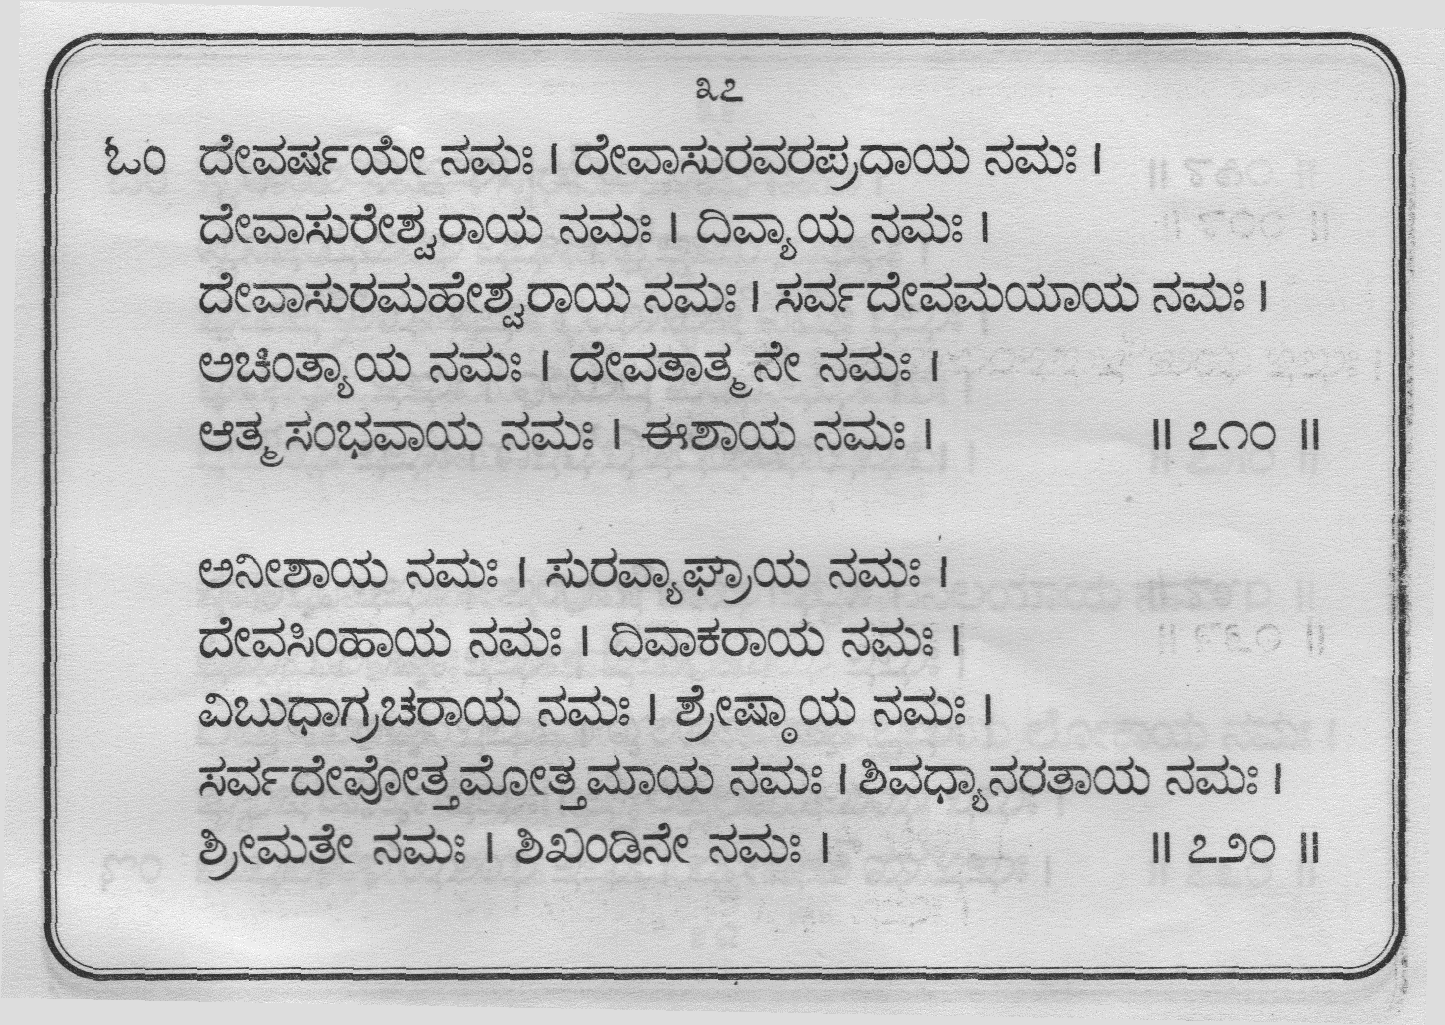 ೩೭
ಓಂ ದೇವರ್ಷಯೇ ನಮಃ । ದೇವಾಸುರವರಪ್ರದಾಯ ನಮಃ ।
ದೇವಾಸುರೇಶ್ವರಾಯ ನಮಃ । ದಿವ್ಯಾಯ ನಮಃ ।
ದೇವಾಸುರಮಹೇಶ್ವರಾಯ ನಮಃ । ಸರ್ವದೇವಮಯಾಯ ನಮಃ ।
ಅಚಿಂತ್ಯಾಯ ನಮಃ । ದೇವತಾತ್ಮನೇ ನಮಃ ।
ಆತ್ಮಸಂಭವಾಯ ನಮಃ । ಈಶಾಯ ನಮಃ । ॥ ೭೧೦ ॥
ಅನೀಶಾಯ ನಮಃ । ಸುರವ್ಯಾಘ್ರಾಯ ನಮಃ ।
ದೇವಸಿಂಹಾಯ ನಮಃ । ದಿವಾಕರಾಯ ನಮಃ ।
ವಿಬುಧಾಗ್ರಚರಾಯ ನಮಃ । ಶ್ರೇಷ್ಠಾಯ ನಮಃ ।
ಸರ್ವದೇವೋತ್ತಮೋತ್ತಮಾಯ ನಮಃ । ಶಿವಧ್ಯಾನರತಾಯ ನಮಃ ।
ಶ್ರೀಮತೇ ನಮಃ । ಶಿಖಂಡಿನೇ ನಮಃ । ॥ ೭೨೦ ॥